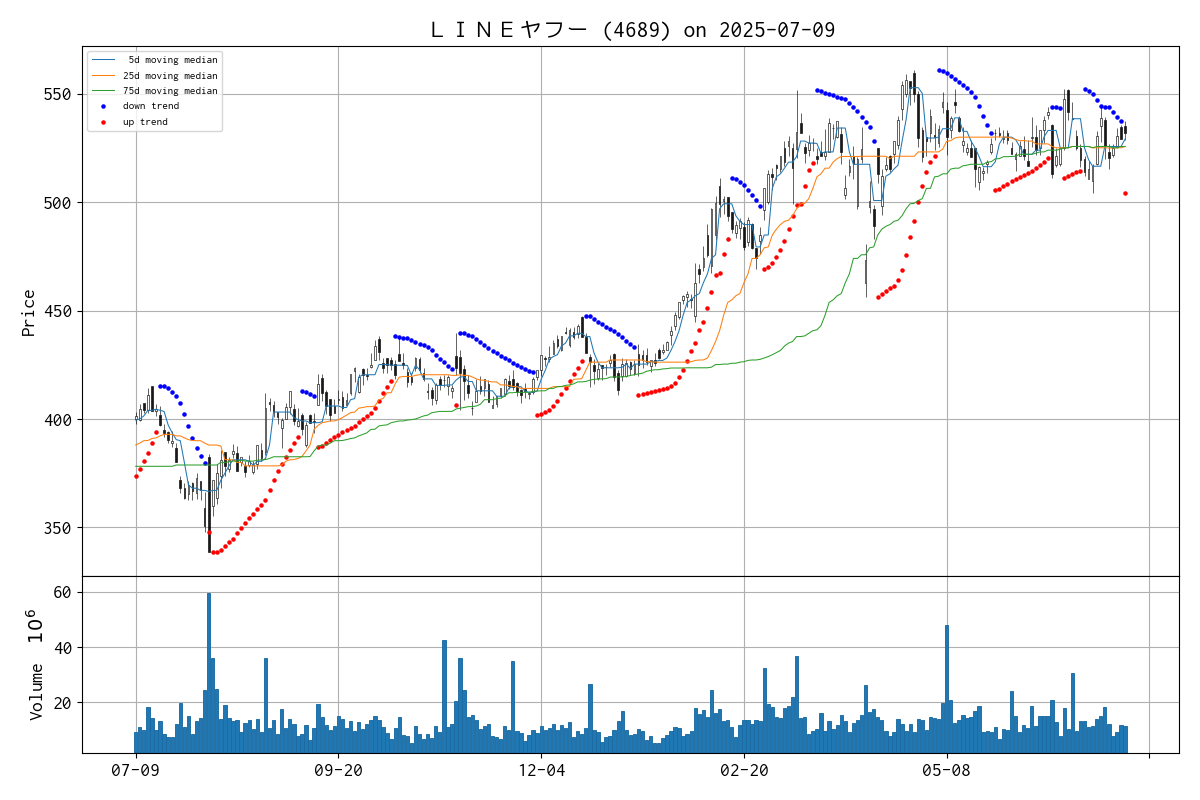 ＬＩＮＥヤフー (4689) on 2025-07-09
5d moving median
25d moving median
75d moving median
down trend
up trend
Price
550
500
450
400
350
Volume 10⁶
60
40
20
07-09 09-20 12-04 02-20 05-08